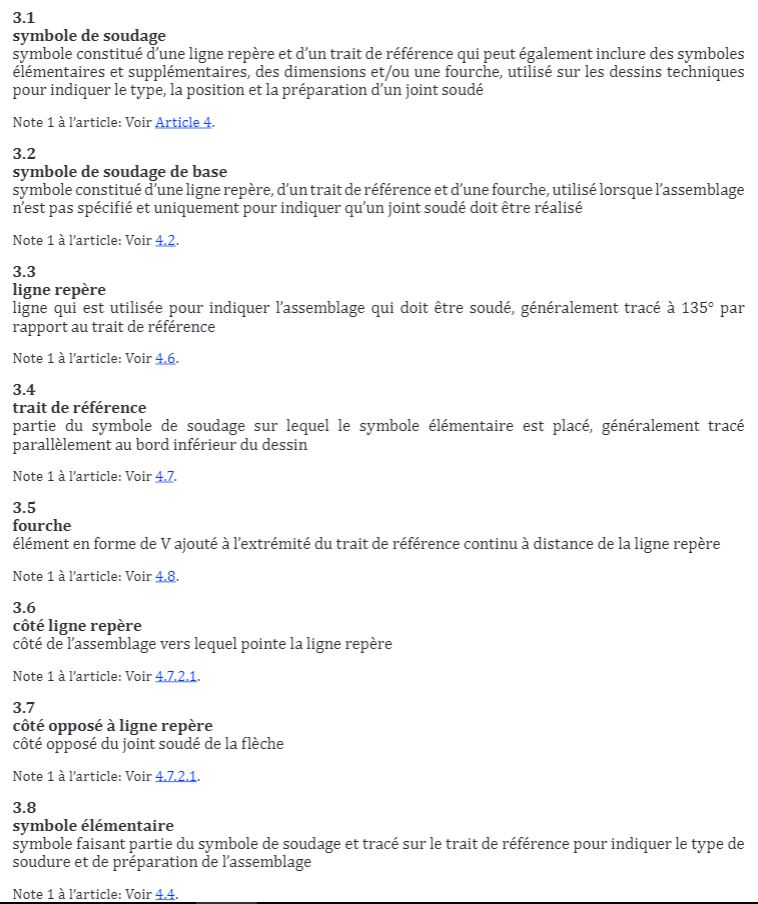 3.1
symbole de soudage
symbole constitué d’une ligne repère et d’un trait de référence qui peut également inclure des symboles
élémentaires et supplémentaires, des dimensions et/ou une fourche, utilisé sur les dessins techniques
pour indiquer le type, la position et la préparation d’un joint soudé
Note 1 à l’article: Voir Article 4.
3.2
symbole de soudage de base
symbole constitué d’une ligne repère, d’un trait de référence et d’une fourche, utilisé lorsque l’assemblage
n’est pas spécifié et uniquement pour indiquer qu’un joint soudé doit être réalisé
Note 1 à l’article: Voir 4.2.
3.3
ligne repère
ligne qui est utilisée pour indiquer l’assemblage qui doit être soudé, généralement tracé à 135° par
rapport au trait de référence
Note 1 à l’article: Voir 4.6.
3.4
trait de référence
partie du symbole de soudage sur lequel le symbole élémentaire est placé, généralement tracé
parallèlement au bord inférieur du dessin
Note 1 à l’article: Voir 4.7.
3.5
fourche
élément en forme de V ajouté à l’extrémité du trait de référence continu à distance de la ligne repère
Note 1 à l’article: Voir 4.8.
3.6
côté ligne repère
côté de l’assemblage vers lequel pointe la ligne repère
Note 1 à l’article: Voir 4.7.2.1.
3.7
côté opposé à ligne repère
côté opposé du joint soudé de la flèche
Note 1 à l’article: Voir 4.7.2.1.
3.8
symbole élémentaire
symbole faisant partie du symbole de soudage et tracé sur le trait de référence pour indiquer le type de
soudure et de préparation de l’assemblage
Note 1 à l’article: Voir 4.4.